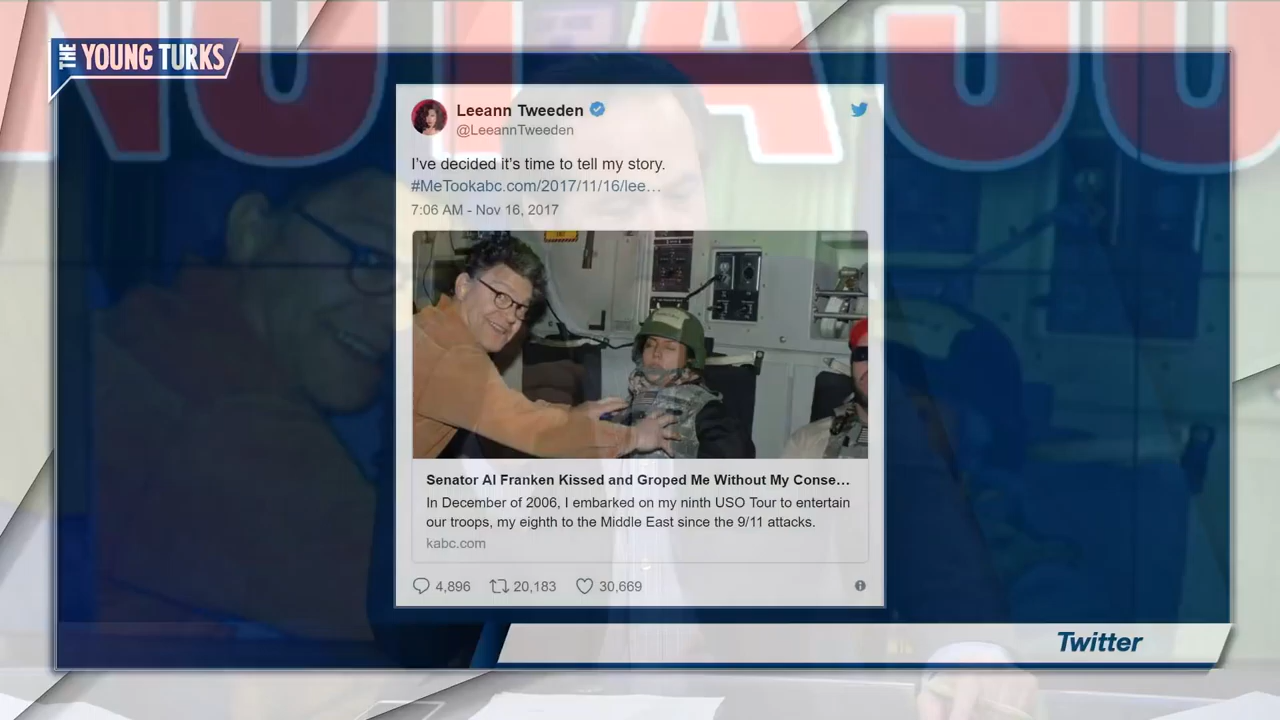 THE YOUNG TURKS
NOT A JO
Leeann Tweeden
@LeeannTweeden
I've decided it's time to tell my story.
#MeTookabc.com/2017/11/16/lee…
7:06 AM - Nov 16, 2017
Senator Al Franken Kissed and Groped Me Without My Conse…
In December of 2006, I embarked on my ninth USO Tour to entertain
our troops, my eighth to the Middle East since the 9/11 attacks.
kabc.com
4,896 20,183 30,669
Twitter